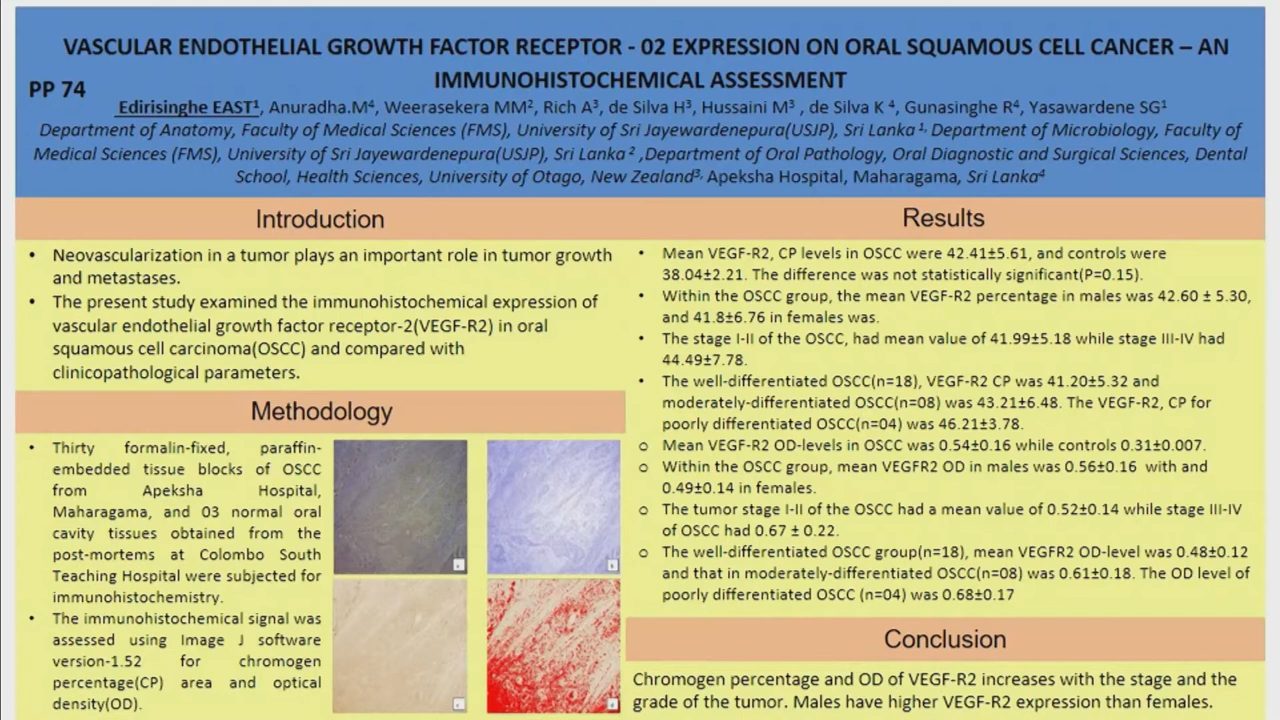 VASCULAR ENDOTHELIAL GROWTH FACTOR RECEPTOR - 02 EXPRESSION ON ORAL SQUAMOUS CELL CANCER – AN
IMMUNOHISTOCHEMICAL ASSESSMENT
PP 74
Edirisinghe EAST¹, Anuradha.M⁴, Weerasekera MM², Rich A³, de Silva H³, Hussaini M³ , de Silva K ⁴, Gunasinghe R⁴, Yasawardene SG¹
Department of Anatomy, Faculty of Medical Sciences (FMS), University of Sri Jayewardenepura(USJP), Sri Lanka ¹, Department of Microbiology, Faculty of
Medical Sciences (FMS), University of Sri Jayewardenepura(USJP), Sri Lanka ² ,Department of Oral Pathology, Oral Diagnostic and Surgical Sciences, Dental
School, Health Sciences, University of Otago, New Zealand³, Apeksha Hospital, Maharagama, Sri Lanka⁴
Introduction
• Neovascularization in a tumor plays an important role in tumor growth
and metastases.
• The present study examined the immunohistochemical expression of
vascular endothelial growth factor receptor-2(VEGF-R2) in oral
squamous cell carcinoma(OSCC) and compared with
clinicopathological parameters.
Methodology
• Thirty formalin-fixed, paraffin-
embedded tissue blocks of OSCC
from Apeksha Hospital,
Maharagama, and 03 normal oral
cavity tissues obtained from the
post-mortems at Colombo South
Teaching Hospital were subjected for
immunohistochemistry.
• The immunohistochemical signal was
assessed using Image J software
version-1.52 for chromogen
percentage(CP) area and optical
density(OD).
Results
• Mean VEGF-R2, CP levels in OSCC were 42.41±5.61, and controls were
38.04±2.21. The difference was not statistically significant(P=0.15).
• Within the OSCC group, the mean VEGF-R2 percentage in males was 42.60 ± 5.30,
and 41.8±6.76 in females was.
• The stage I-II of the OSCC, had mean value of 41.99±5.18 while stage III-IV had
44.49±7.78.
• The well-differentiated OSCC(n=18), VEGF-R2 CP was 41.20±5.32 and
moderately-differentiated OSCC(n=08) was 43.21±6.48. The VEGF-R2, CP for
poorly differentiated OSCC(n=04) was 46.21±3.78.
o Mean VEGF-R2 OD-levels in OSCC was 0.54±0.16 while controls 0.31±0.007.
o Within the OSCC group, mean VEGFR2 OD in males was 0.56±0.16 with and
0.49±0.14 in females.
o The tumor stage I-II of the OSCC had a mean value of 0.52±0.14 while stage III-IV
of OSCC had 0.67 ± 0.22.
o The well-differentiated OSCC group(n=18), mean VEGFR2 OD-level was 0.48±0.12
and that in moderately-differentiated OSCC(n=08) was 0.61±0.18. The OD level of
poorly differentiated OSCC (n=04) was 0.68±0.17
Conclusion
Chromogen percentage and OD of VEGF-R2 increases with the stage and the
grade of the tumor. Males have higher VEGF-R2 expression than females.